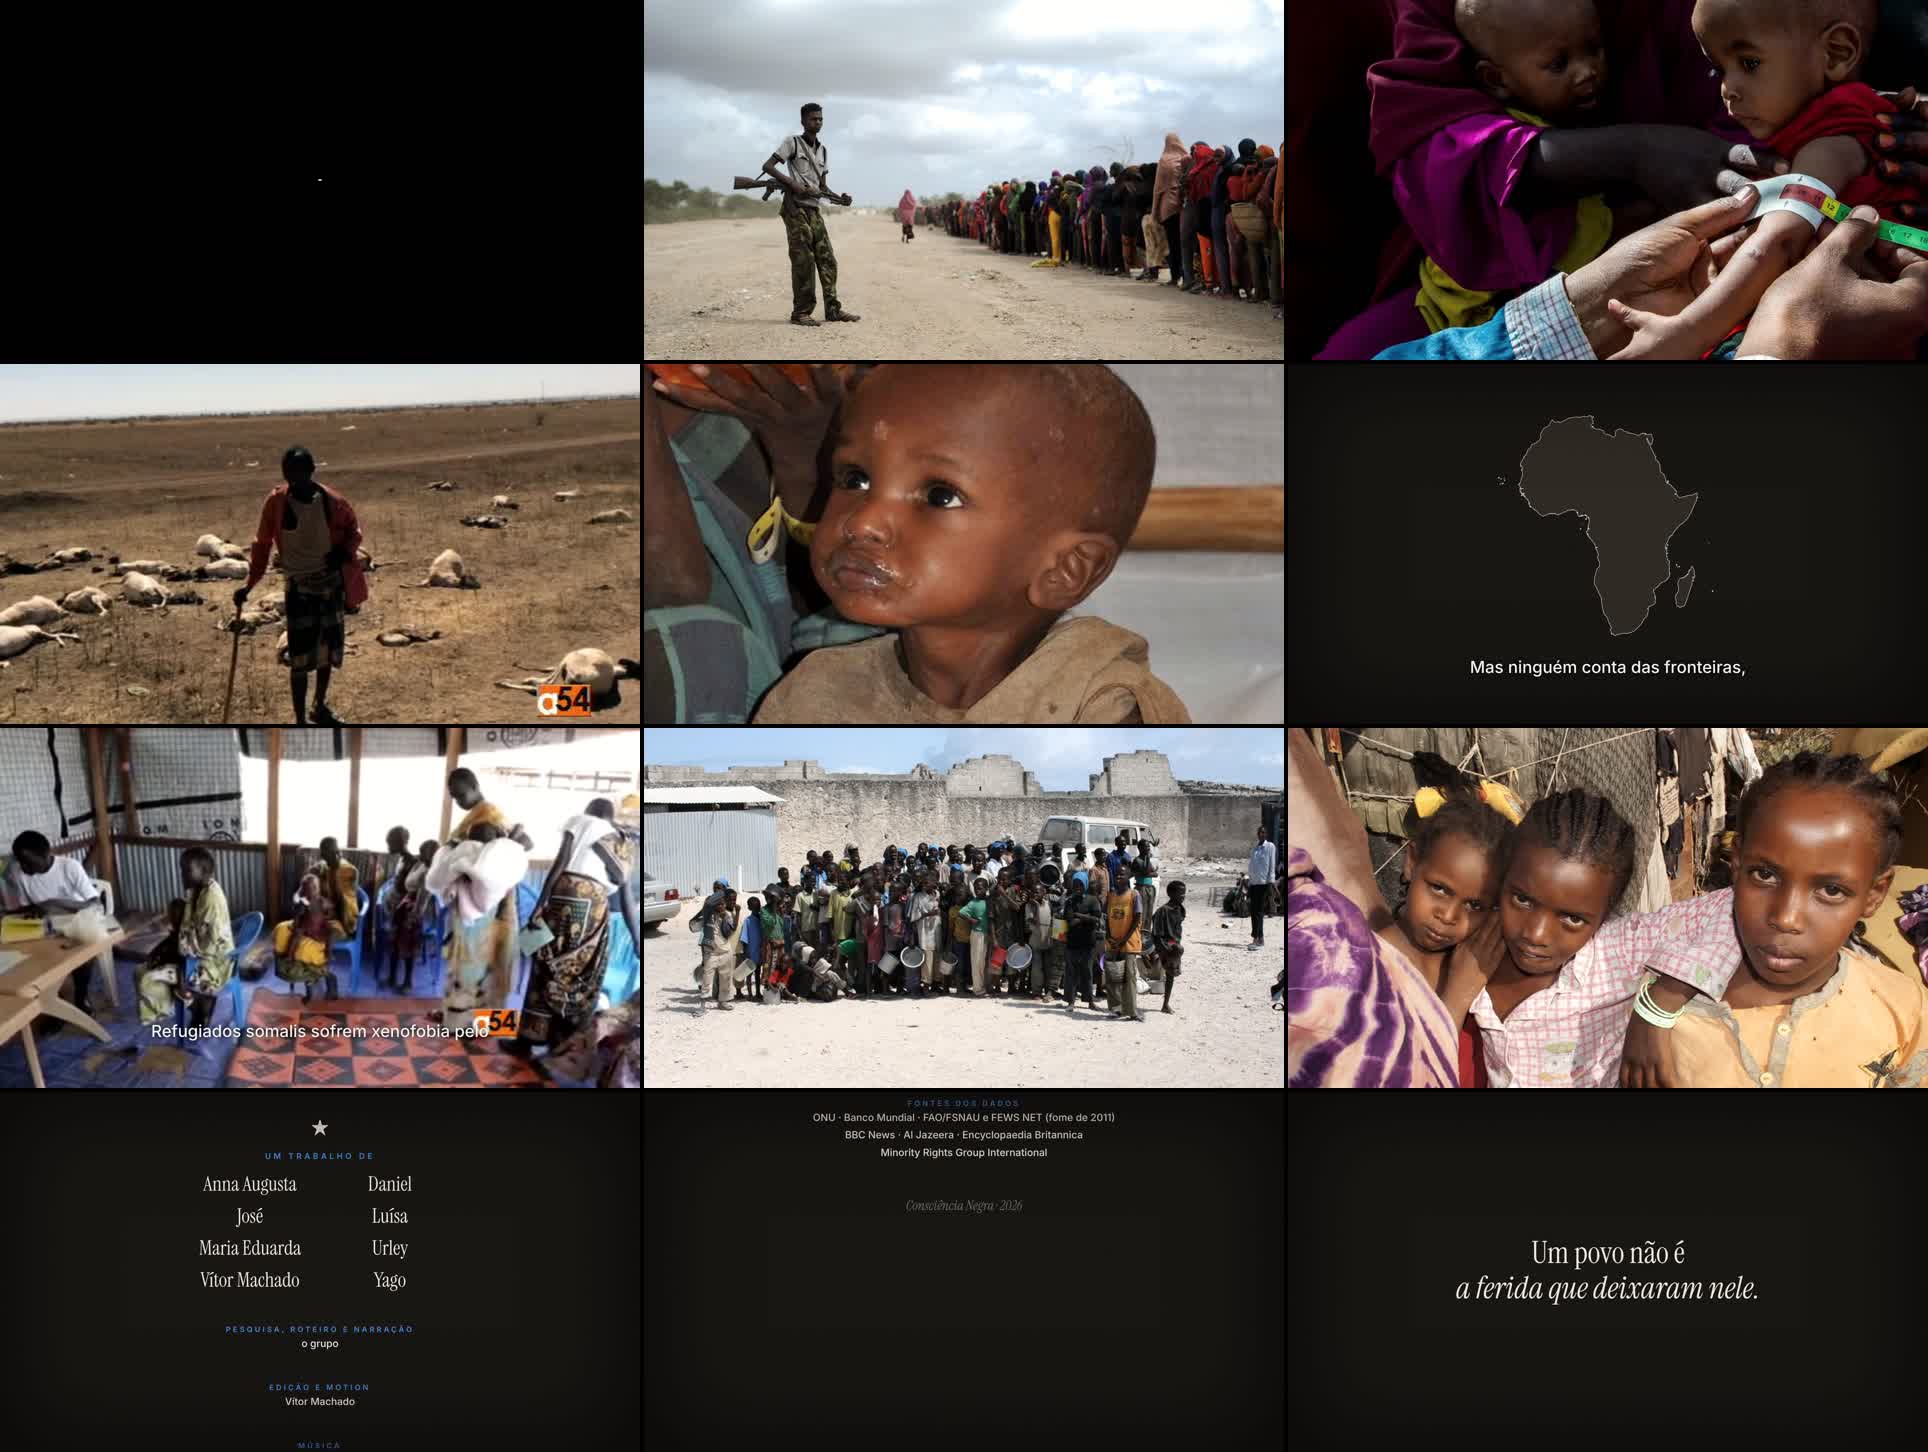 -
a54
Mas ninguém conta das fronteiras,
IOM
Refugiados somalis sofrem xenofobia pelo
a54
UM TRABALHO DE
Anna Augusta
Daniel
José
Luísa
Maria Eduarda
Urley
Vítor Machado
Yago
PESQUISA, ROTEIRO E NARRAÇÃO
o grupo
EDIÇÃO E MOTION
Vítor Machado
MÚSICA
FONTES DOS DADOS
ONU · Banco Mundial · FAO/FSNAU e FEWS NET (fome de 2011)
BBC News · Al Jazeera · Encyclopaedia Britannica
Minority Rights Group International
Consciência Negra · 2026
Um povo não é
a ferida que deixaram nele.